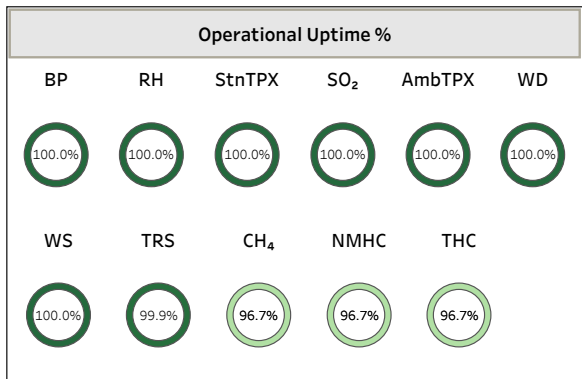 Operational Uptime %
BP RH StnTPX SO₂ AmbTPX WD
100.0% 100.0% 100.0% 100.0% 100.0% 100.0%
WS TRS CH₄ NMHC THC
100.0% 99.9% 96.7% 96.7% 96.7%